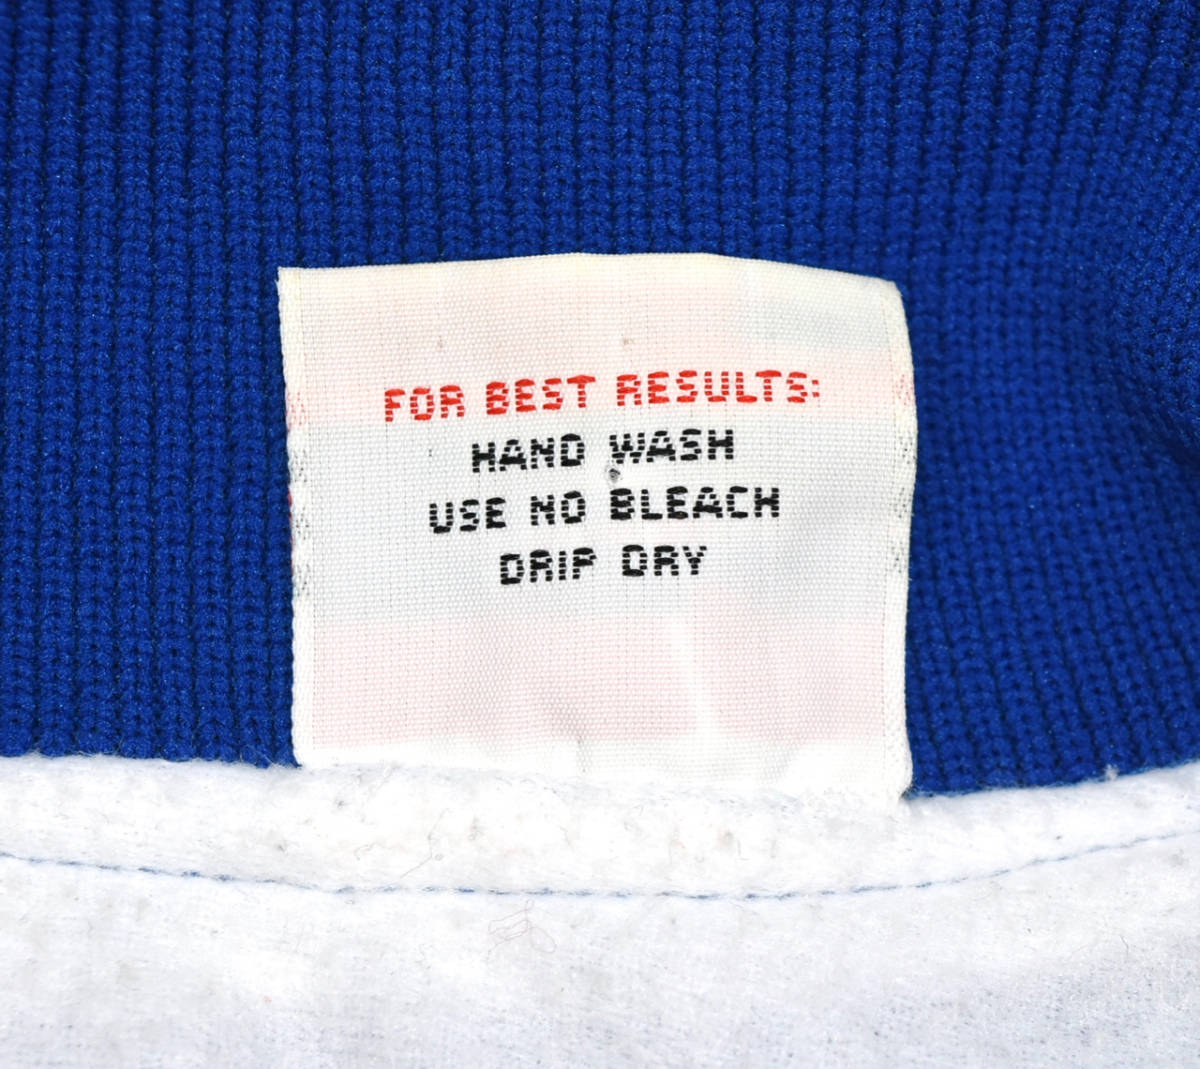 FOR BEST RESULTS:
HAND WASH
USE NO BLEACH
DRIP DRY